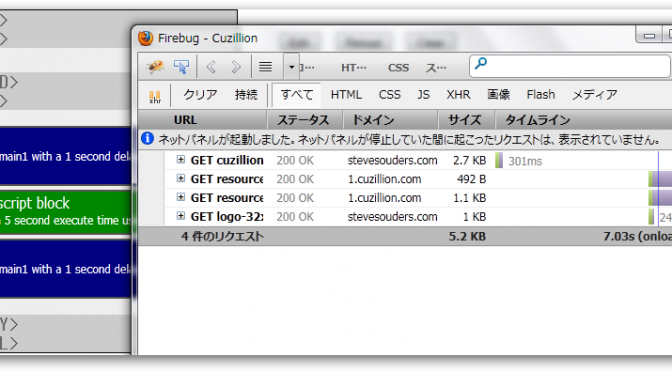 >
>
D>
>
main1 with a 1 second del
script block
5 second execute time u
main1 with a 1 second del
Y>
L>
Firebug - Cuzillion
HT… CSS ス…
xhr クリア 持続 すべて HTML CSS JS XHR 画像 Flash メディア
URL ステータス ドメイン サイズ タイムライン
ネットパネルが起動しました。ネットパネルが停止していた間に起こったリクエストは、表示されていません。
GET cuzillion 200 OK stevesouders.com 2.7 KB 301ms
GET resource 200 OK 1.cuzillion.com 492 B
GET resource 200 OK 1.cuzillion.com 1.1 KB
GET logo-32 200 OK stevesouders.com 1 KB 24
4 件のリクエスト 5.2 KB 7.03s (onloa